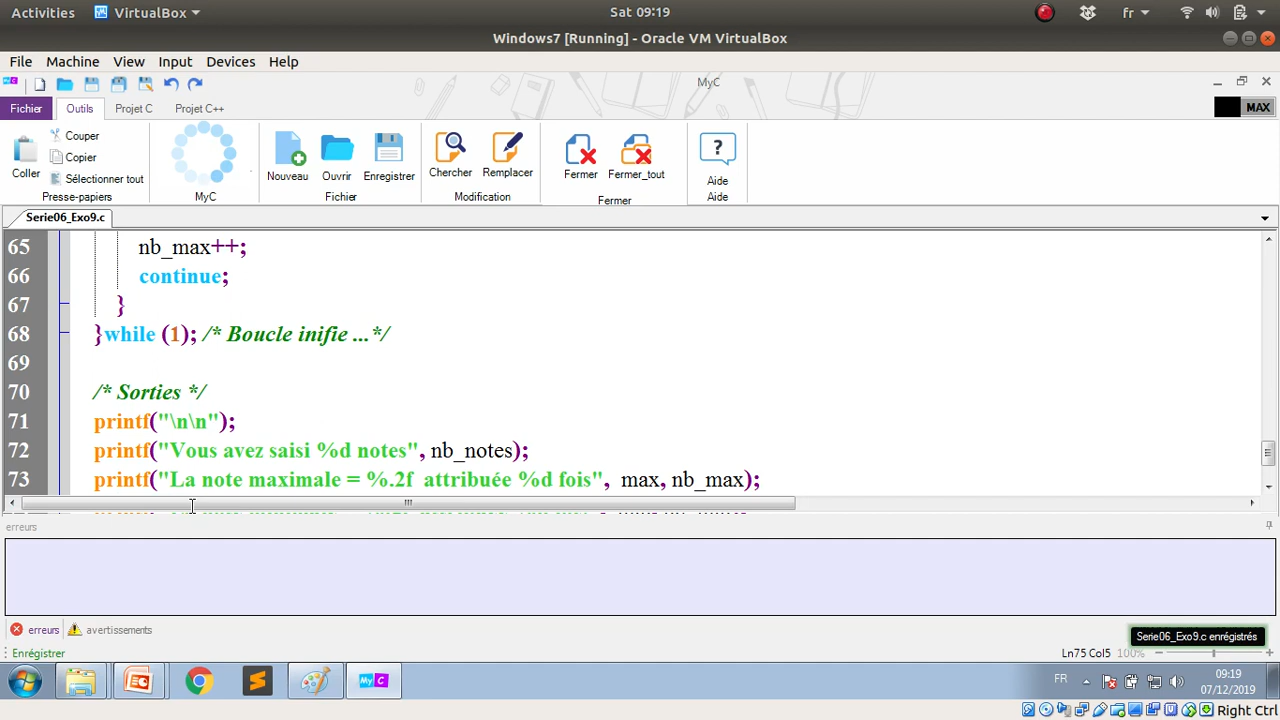 Activities VirtualBox Sat 09:19 fr
Windows7 [Running] - Oracle VM VirtualBox
File Machine View Input Devices Help
MyC
Fichier Outils Projet C Projet C++ MAX
Coller Couper
Copier
Sélectionner tout
Presse-papiers
MyC
Nouveau Ouvrir Enregistrer
Fichier
Chercher Remplacer
Modification
Fermer Fermer_tout
Fermer
Aide
Aide
Serie06_Exo9.c
65 nb_max++;
66 continue;
67 }
68 }while (1); /* Boucle inifie ...*/
69
70 /* Sorties */
71 printf("\n\n");
72 printf("Vous avez saisi %d notes", nb_notes);
73 printf("La note maximale = %.2f  attribuée %d fois",  max, nb_max);
erreurs
erreurs avertissements
Serie06_Exo9.c enrégistrés
: Enrégistrer Ln75 Col5 100%
MyC FR 09:19
07/12/2019
Right Ctrl